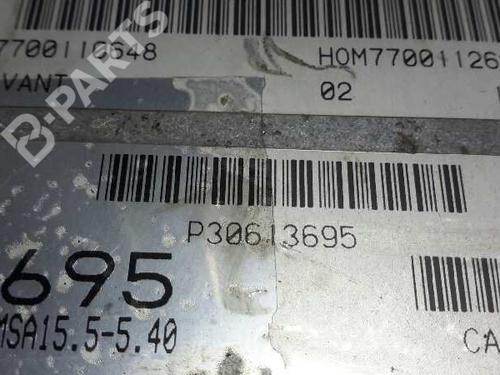 7700110648 HOM77001126
VANT 02
B-PARTS
P30613695
695
MSA15.5-5.40 CA